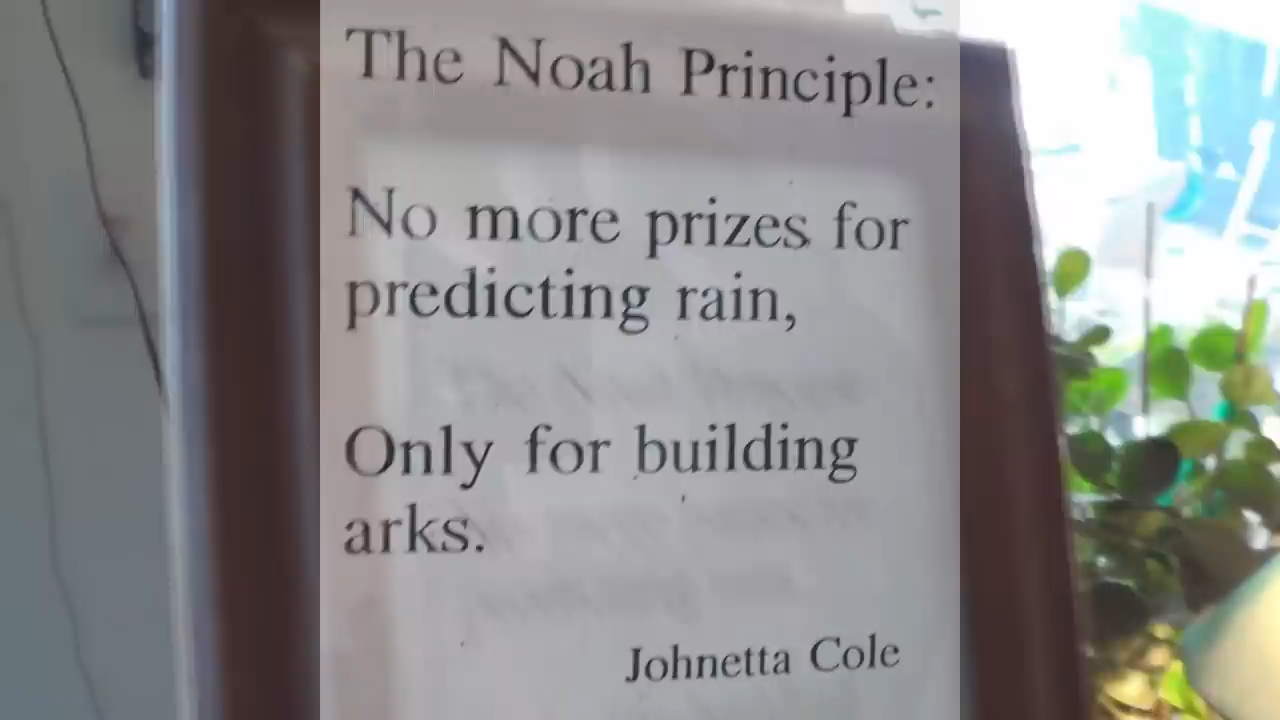 The Noah Principle:
No more prizes for
predicting rain,
Only for building
arks.
Johnetta Cole